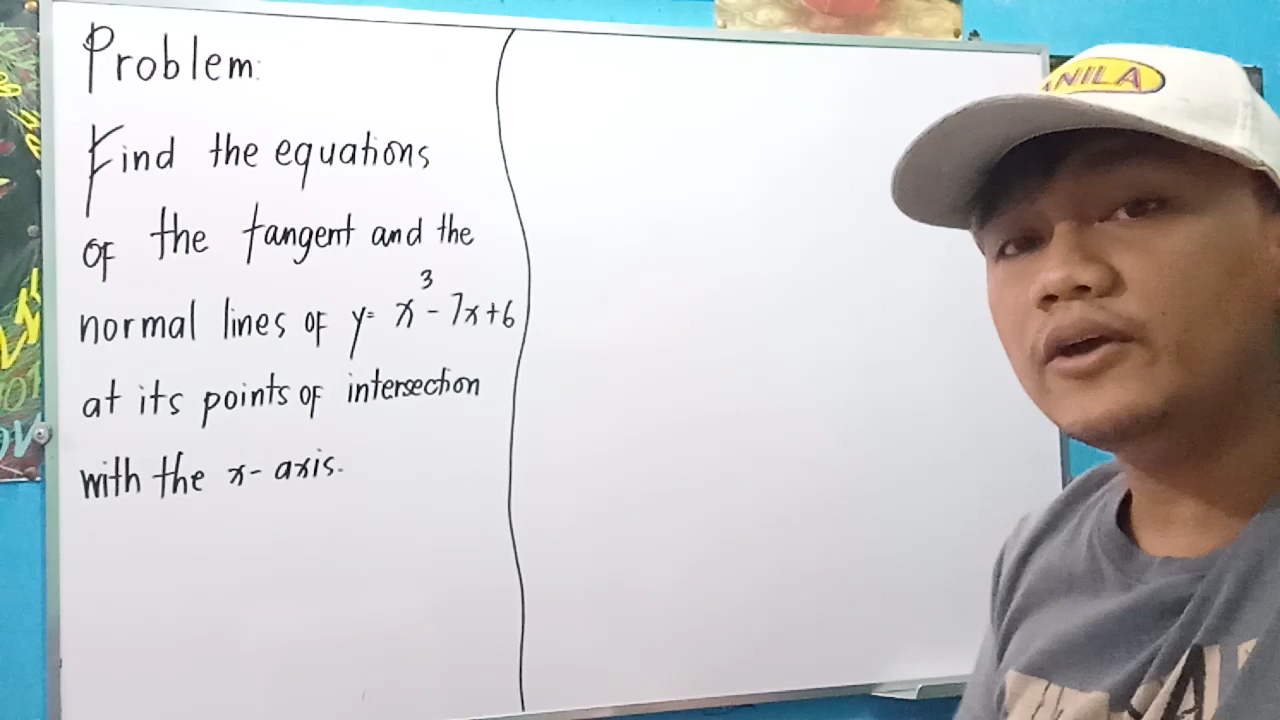 Problem:
Find the equations
of the tangent and the
normal lines of y = x³ - 7x + 6
at its points of intersection
with the x-axis.
NILA